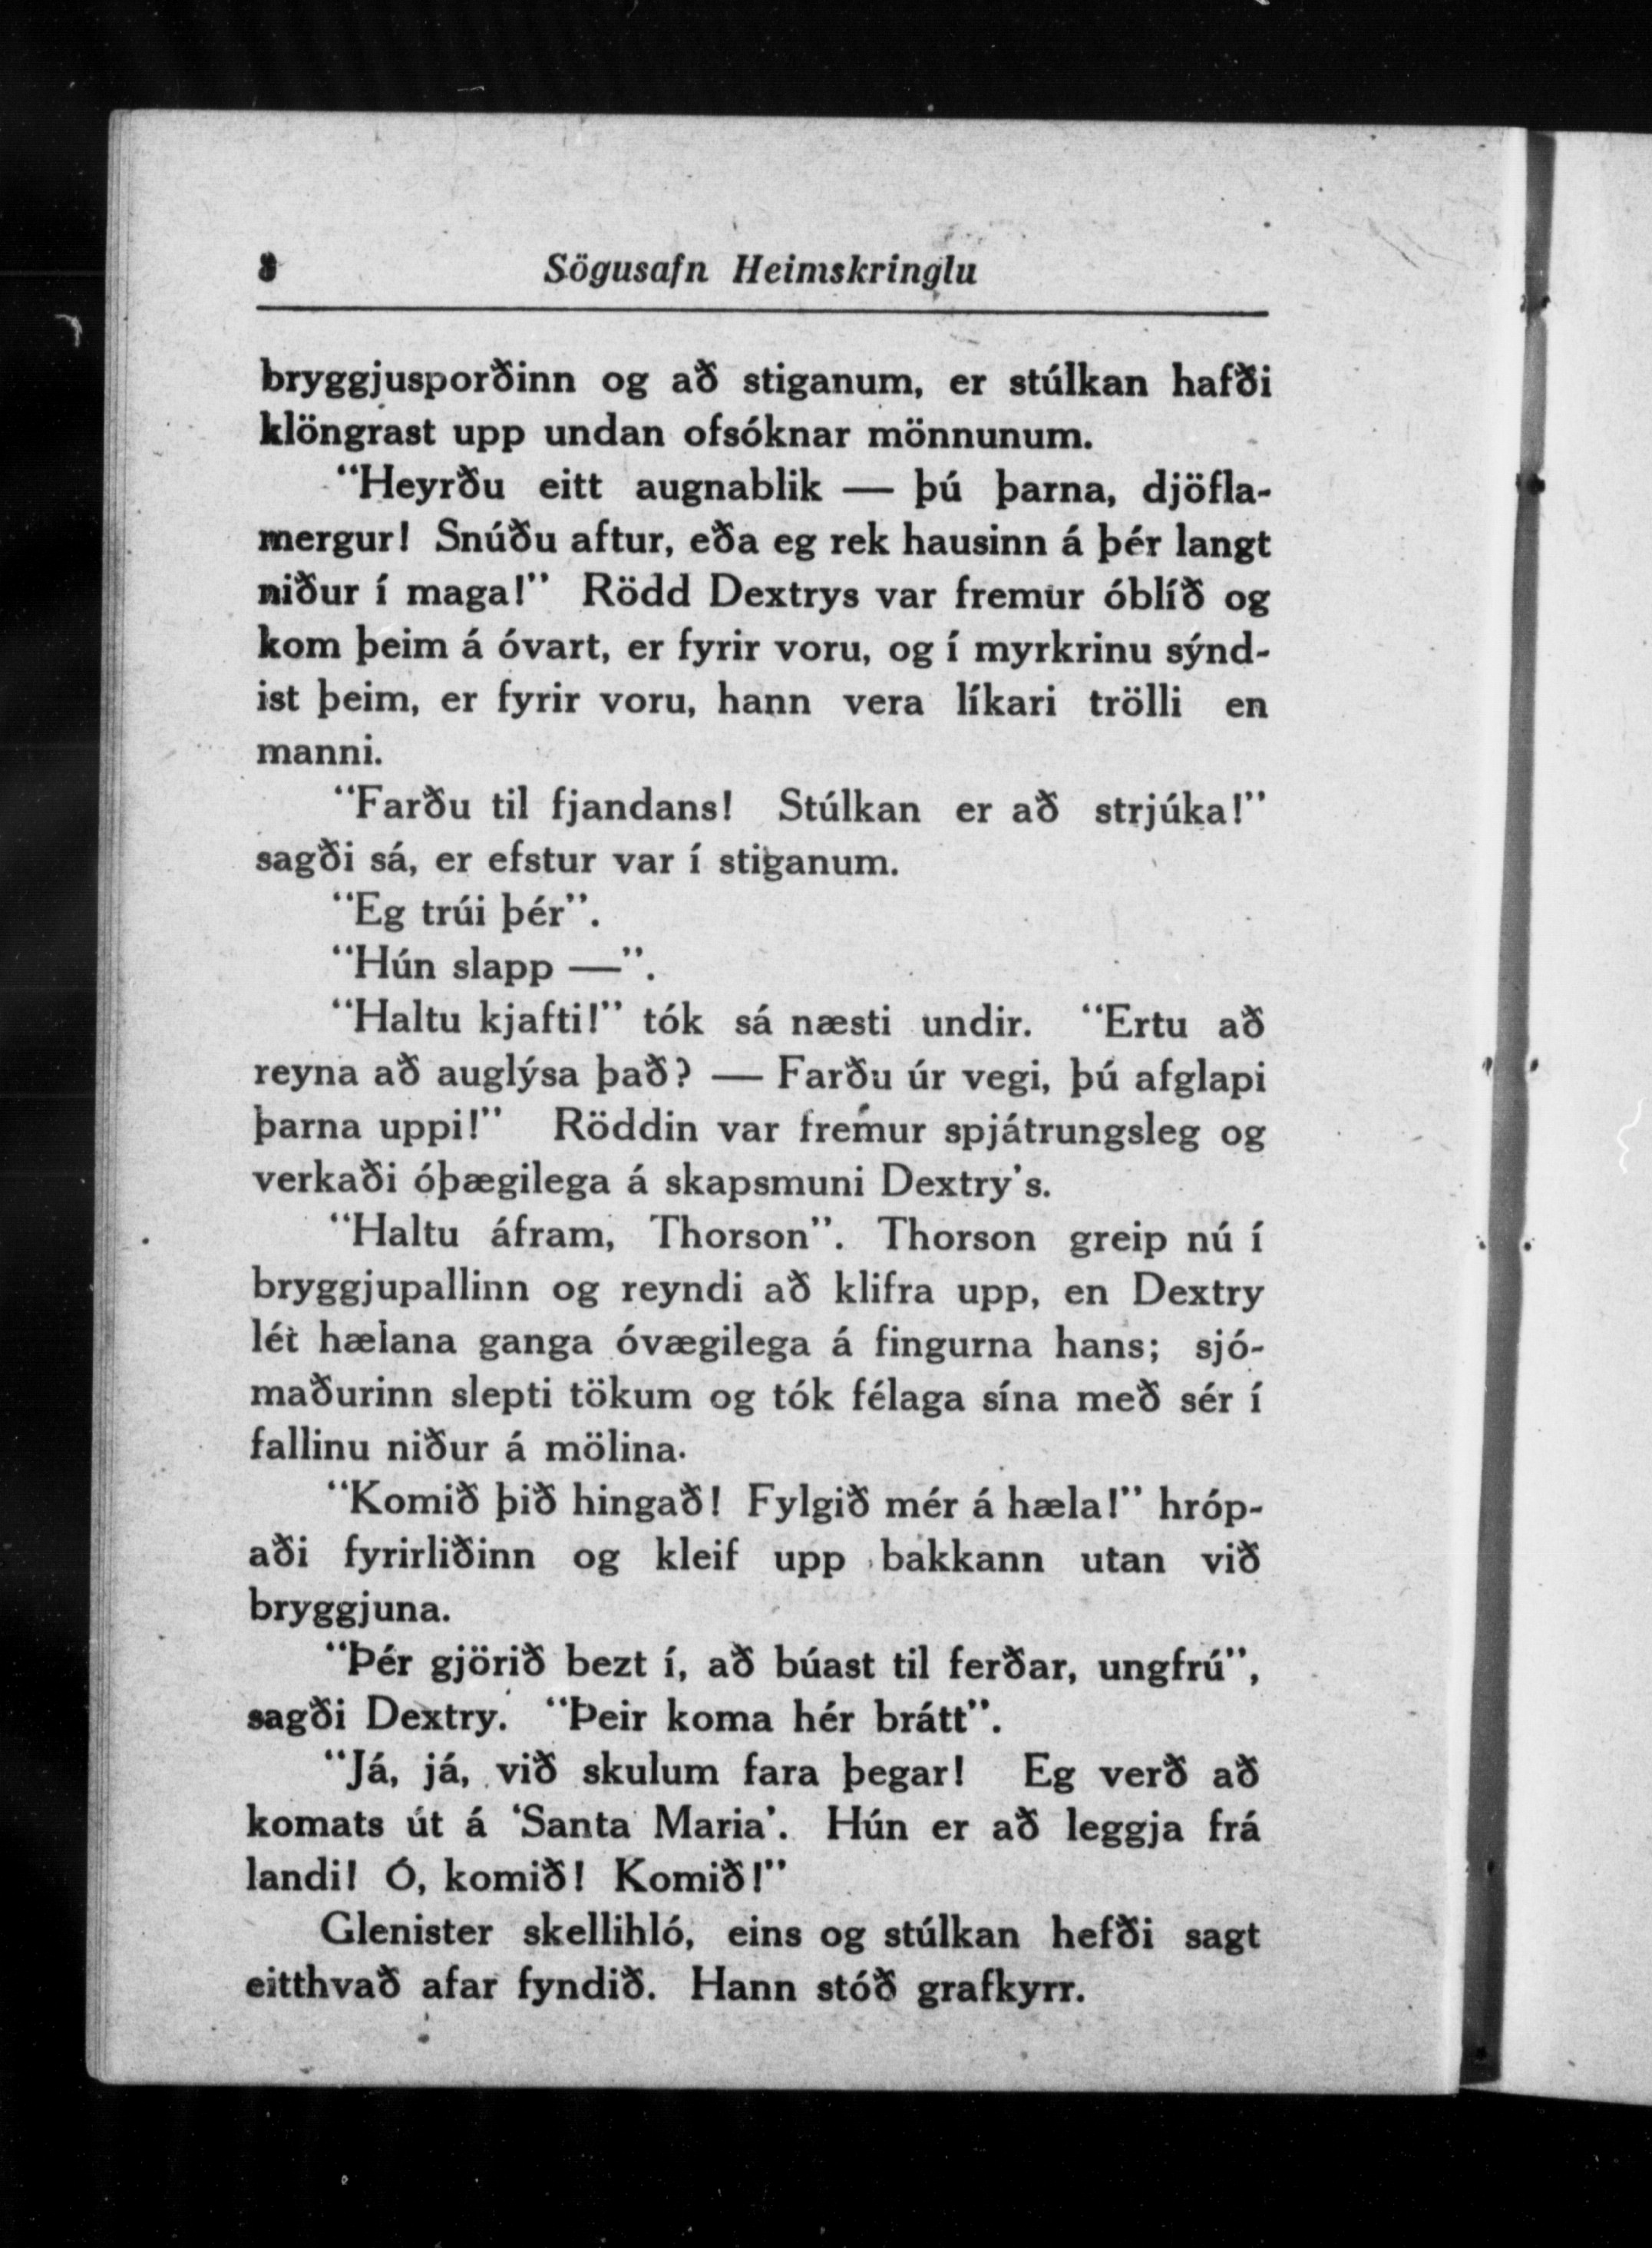 8 Sögusafn Heimskringlu
bryggjusporðinn og að stiganum, er stúlkan hafði
klöngrast upp undan ofsóknar mönnunum.
“Heyrðu eitt augnablik — þú þarna, djöfla-
mergur! Snúðu aftur, eða eg rek hausinn á þér langt
niður í maga!” Rödd Dextrys var fremur óblíð og
kom þeim á óvart, er fyrir voru, og í myrkrinu sýnd-
ist þeim, er fyrir voru, hann vera líkari trölli en
manni.
“Farðu til fjandans! Stúlkan er að strjúka!”
sagði sá, er efstur var í stiganum.
“Eg trúi þér”.
“Hún slapp —”.
“Haltu kjafti!” tók sá næsti undir. “Ertu að
reyna að auglýsa það? — Farðu úr vegi, þú afglapi
þarna uppi!” Röddin var fremur spjátrungsleg og
verkaði óþægilega á skapsmuni Dextry’s.
“Haltu áfram, Thorson”. Thorson greip nú í
bryggjupallinn og reyndi að klifra upp, en Dextry
lét hælana ganga óvægilega á fingurna hans; sjó-
maðurinn slepti tökum og tók félaga sína með sér í
fallinu niður á mölina.
“Komið þið hingað! Fylgið mér á hæla!” hróp-
aði fyrirliðinn og kleif upp bakkann utan við
bryggjuna.
“Þér gjörið bezt í, að búast til ferðar, ungfrú”,
sagði Dextry. “Þeir koma hér brátt”.
“Já, já, við skulum fara þegar! Eg verð að
komats út á ‘Santa Maria’. Hún er að leggja frá
landi! Ó, komið! Komið!”
Glenister skellihló, eins og stúlkan hefði sagt
eitthvað afar fyndið. Hann stóð grafkyrr.